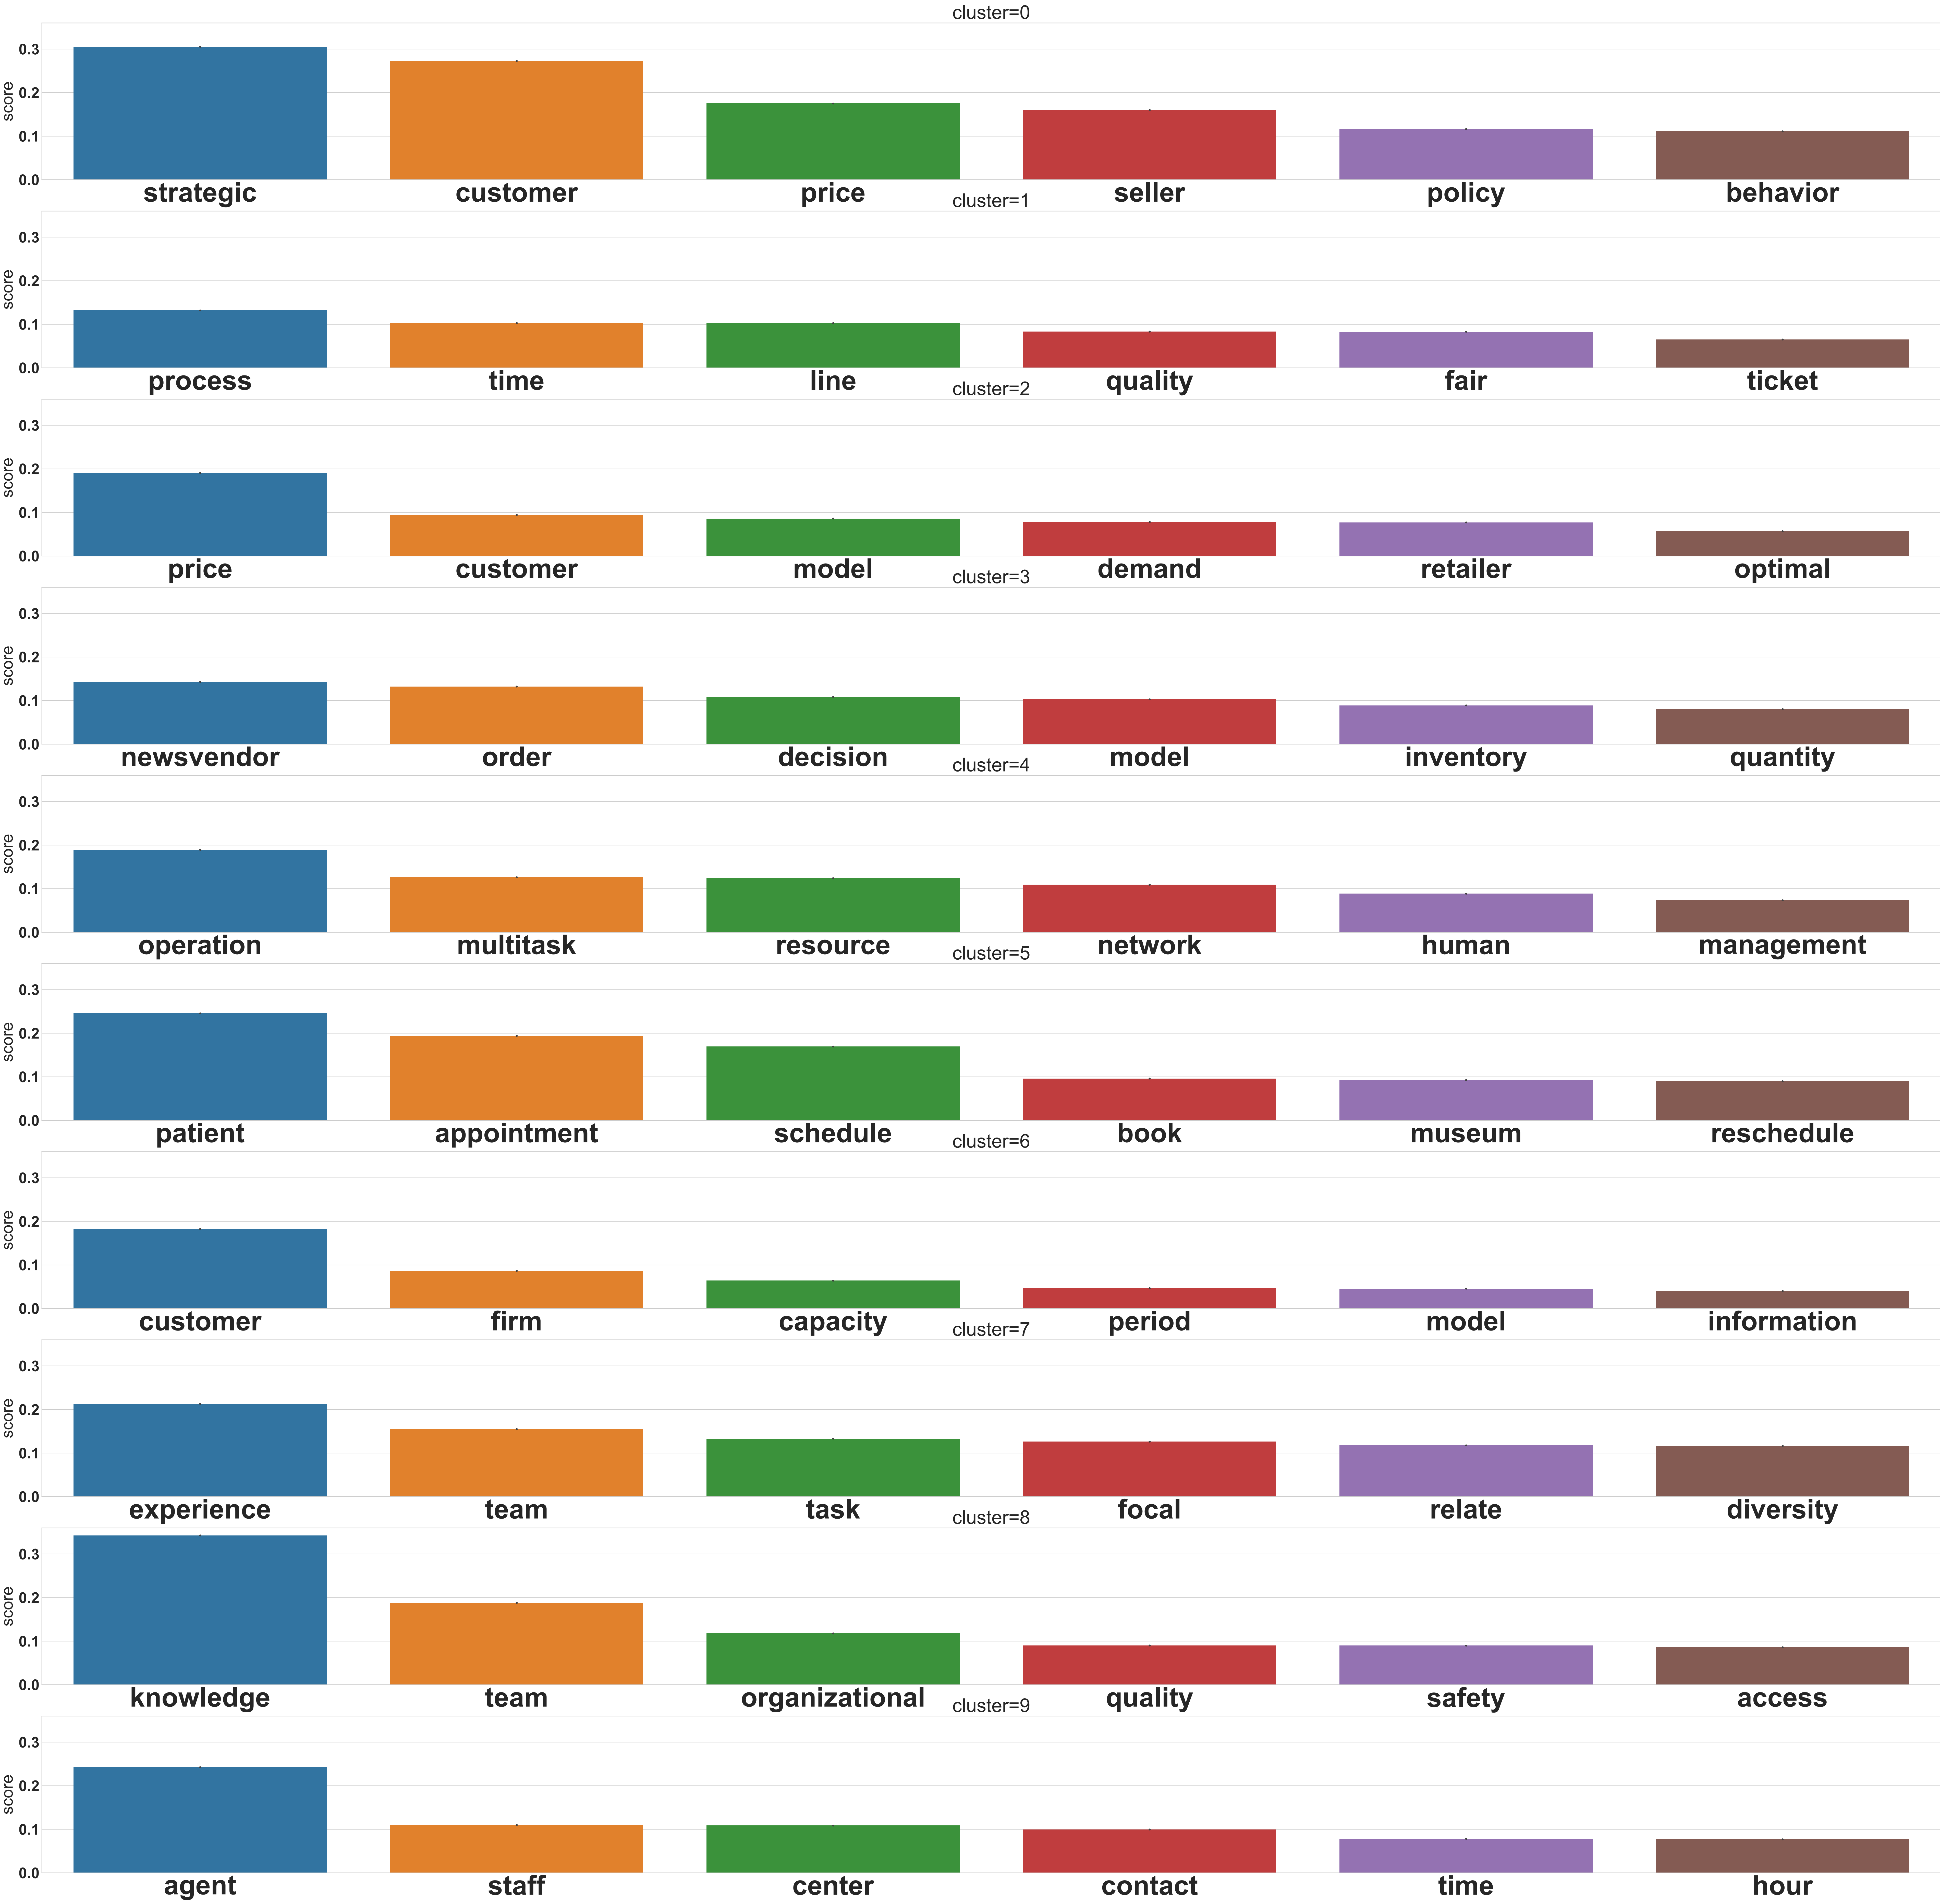 cluster=0
0.3
0.2
0.1
0.0
score
strategic customer price seller policy behavior
cluster=1
0.3
0.2
0.1
0.0
score
process time line quality fair ticket
cluster=2
0.3
0.2
0.1
0.0
score
price customer model demand retailer optimal
cluster=3
0.3
0.2
0.1
0.0
score
newsvendor order decision model inventory quantity
cluster=4
0.3
0.2
0.1
0.0
score
operation multitask resource network human management
cluster=5
0.3
0.2
0.1
0.0
score
patient appointment schedule book museum reschedule
cluster=6
0.3
0.2
0.1
0.0
score
customer firm capacity period model information
cluster=7
0.3
0.2
0.1
0.0
score
experience team task focal relate diversity
cluster=8
0.3
0.2
0.1
0.0
score
knowledge team organizational quality safety access
cluster=9
0.3
0.2
0.1
0.0
score
agent staff center contact time hour